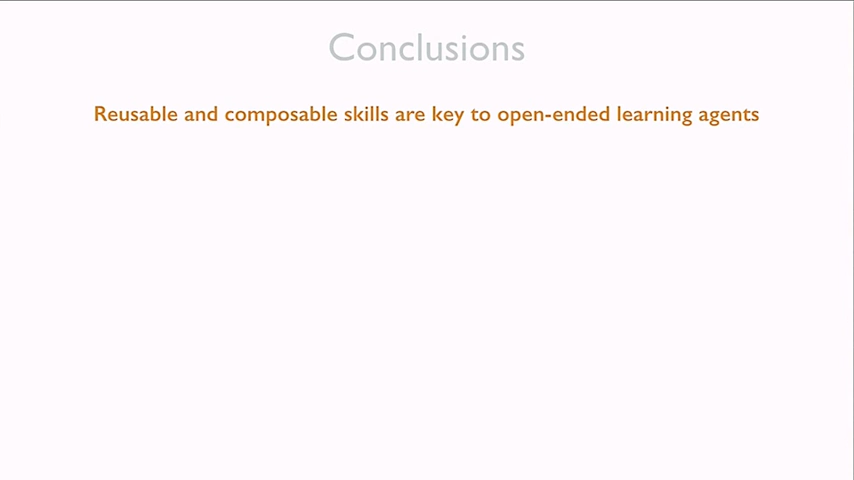 Conclusions
Reusable and composable skills are key to open-ended learning agents